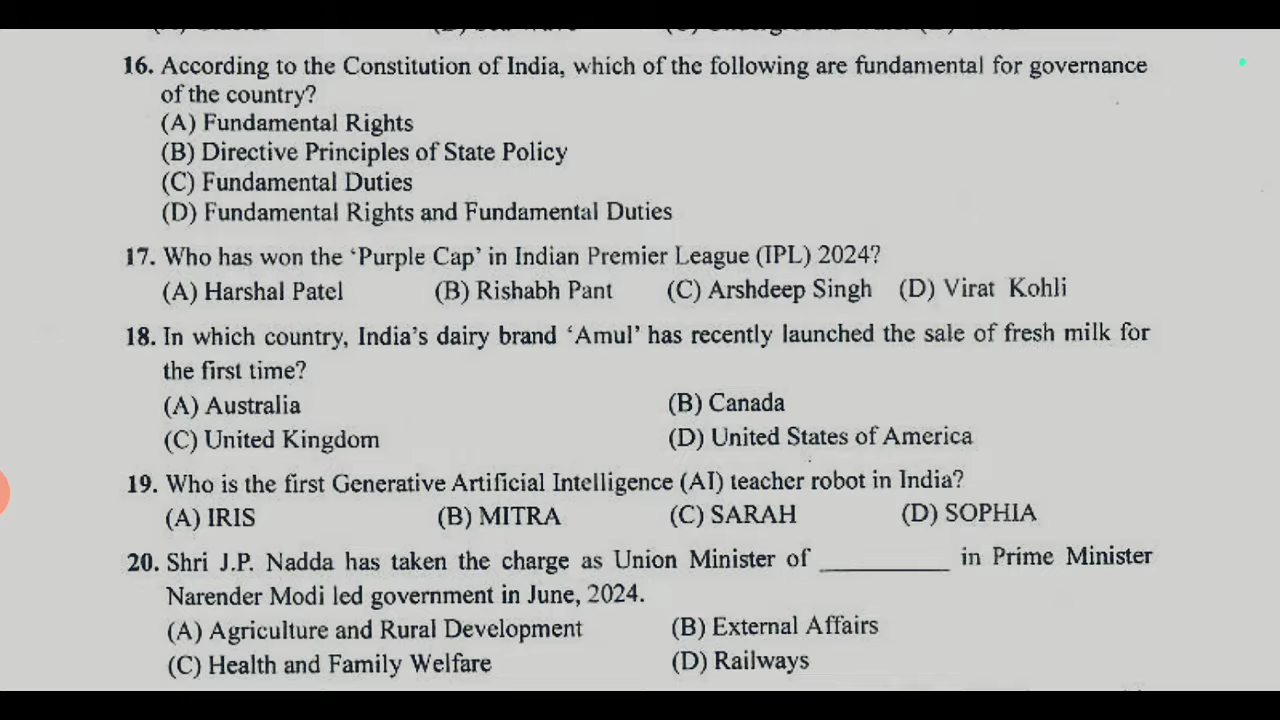 16. According to the Constitution of India, which of the following are fundamental for governance
of the country?
(A) Fundamental Rights
(B) Directive Principles of State Policy
(C) Fundamental Duties
(D) Fundamental Rights and Fundamental Duties
17. Who has won the ‘Purple Cap’ in Indian Premier League (IPL) 2024?
(A) Harshal Patel (B) Rishabh Pant (C) Arshdeep Singh (D) Virat Kohli
18. In which country, India’s dairy brand ‘Amul’ has recently launched the sale of fresh milk for
the first time?
(A) Australia (B) Canada
(C) United Kingdom (D) United States of America
19. Who is the first Generative Artificial Intelligence (AI) teacher robot in India?
(A) IRIS (B) MITRA (C) SARAH (D) SOPHIA
20. Shri J.P. Nadda has taken the charge as Union Minister of __________ in Prime Minister
Narender Modi led government in June, 2024.
(A) Agriculture and Rural Development (B) External Affairs
(C) Health and Family Welfare (D) Railways